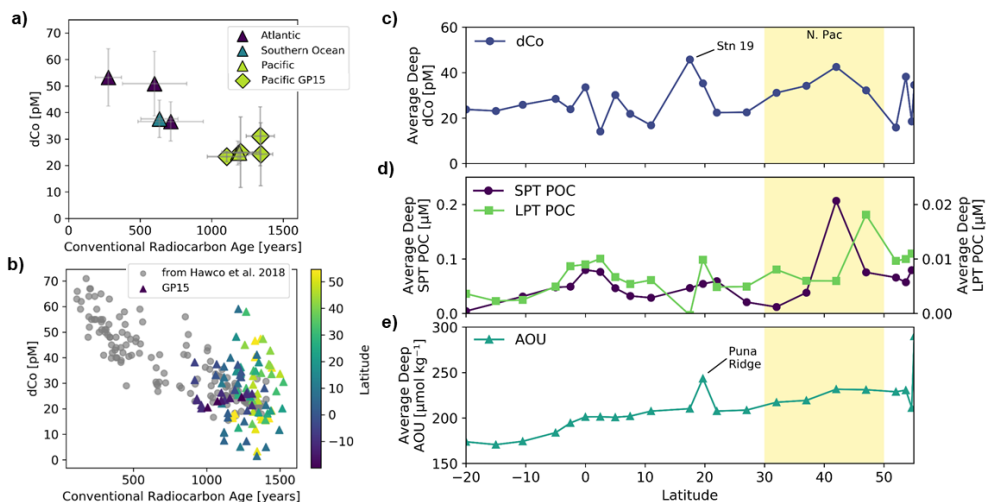 a)
70
60
50
40
30
20
10
0
dCo [pM]
0 500 1000 1500
Conventional Radiocarbon Age [years]
Atlantic
Southern Ocean
Pacific
Pacific GP15
b)
70
60
50
40
30
20
10
0
dCo [pM]
500 1000 1500
Conventional Radiocarbon Age [years]
from Hawco et al. 2018
GP15
50
40
30
20
10
0
−10
Latitude
c)
60
40
20
0
Average Deep
dCo [pM]
dCo
Stn 19
N. Pac
d)
0.2
0.1
0.0
Average Deep
SPT POC [µM]
SPT POC
LPT POC
0.02
0.01
0.00
Average Deep
LPT POC [µM]
e)
300
250
200
150
Average Deep
AOU [µmol kg⁻¹]
AOU
Puna
Ridge
−20 −10 0 10 20 30 40 50
Latitude